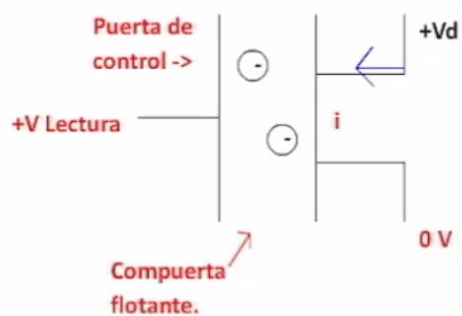 Puerta de
control ->
+Vd
+V Lectura
i
0 V
Compuerta
flotante.